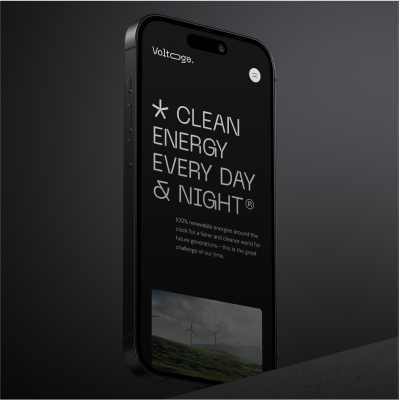 Voltage.
* CLEAN
ENERGY
EVERY DAY
& NIGHT®
100% renewable energies around the
clock for a fairer and cleaner world for
future generations – this is the great
challenge of our time.